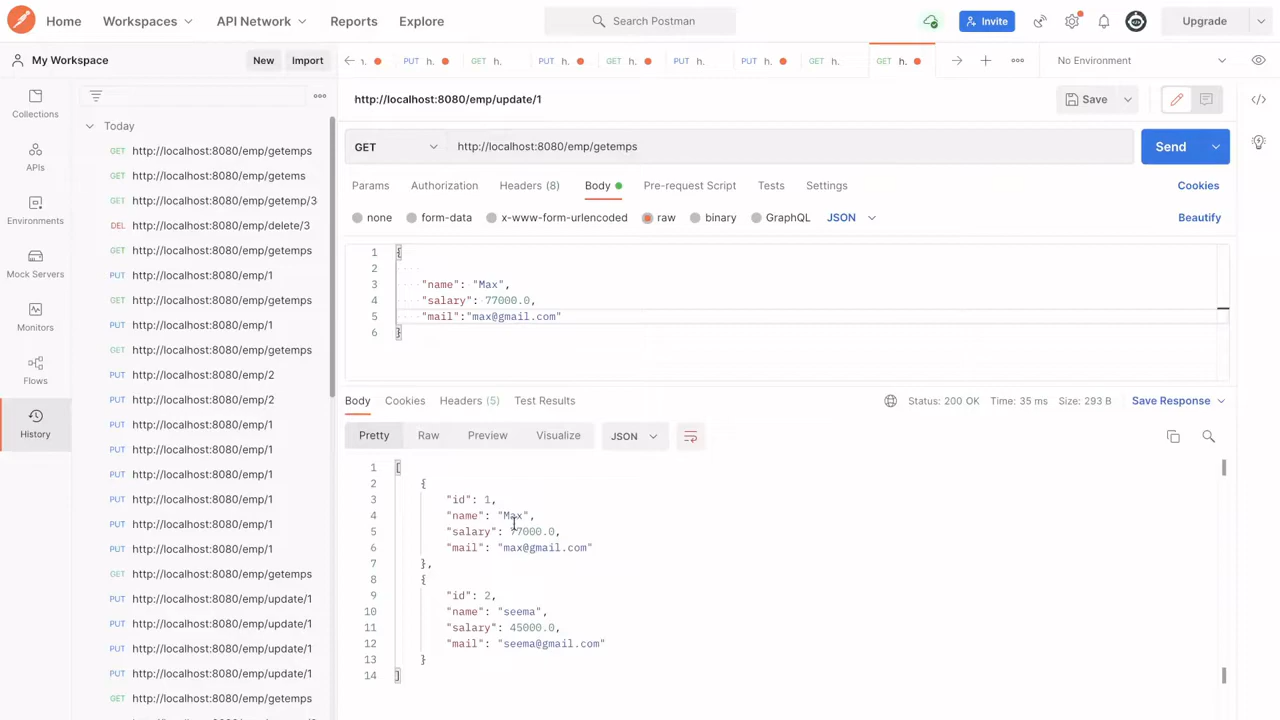 Home Workspaces API Network Reports Explore Search Postman Invite Upgrade
My Workspace New Import h. PUT h. GET h. PUT h. GET h. PUT h. PUT h. GET h. GET h. No Environment
Collections
APIs
Environments
Mock Servers
Monitors
Flows
History
Today
GET http://localhost:8080/emp/getemps
GET http://localhost:8080/emp/getems
GET http://localhost:8080/emp/getemp/3
DEL http://localhost:8080/emp/delete/3
GET http://localhost:8080/emp/getemps
PUT http://localhost:8080/emp/1
GET http://localhost:8080/emp/getemps
PUT http://localhost:8080/emp/1
GET http://localhost:8080/emp/getemps
PUT http://localhost:8080/emp/2
PUT http://localhost:8080/emp/2
PUT http://localhost:8080/emp/1
PUT http://localhost:8080/emp/1
PUT http://localhost:8080/emp/1
PUT http://localhost:8080/emp/1
PUT http://localhost:8080/emp/1
PUT http://localhost:8080/emp/1
GET http://localhost:8080/emp/getemps
PUT http://localhost:8080/emp/update/1
PUT http://localhost:8080/emp/update/1
PUT http://localhost:8080/emp/update/1
PUT http://localhost:8080/emp/update/1
GET http://localhost:8080/emp/getemps
http://localhost:8080/emp/update/1 Save
GET http://localhost:8080/emp/getemps Send
Params Authorization Headers (8) Body Pre-request Script Tests Settings Cookies
none form-data x-www-form-urlencoded raw binary GraphQL JSON Beautify
1 {
2
3 "name": "Max",
4 "salary": 77000.0,
5 "mail":"max@gmail.com"
6 }
Body Cookies Headers (5) Test Results Status: 200 OK Time: 35 ms Size: 293 B Save Response
Pretty Raw Preview Visualize JSON
1 [
2 {
3 "id": 1,
4 "name": "Max",
5 "salary": 77000.0,
6 "mail": "max@gmail.com"
7 },
8 {
9 "id": 2,
10 "name": "seema",
11 "salary": 45000.0,
12 "mail": "seema@gmail.com"
13 }
14 ]